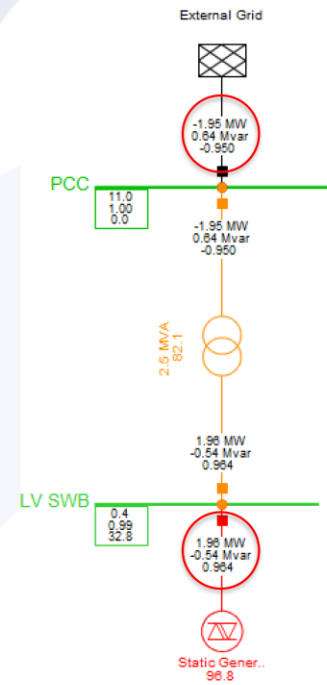 External Grid
-1.95 MW
0.64 Mvar
-0.950
PCC
11.0
1.00
0.0
-1.95 MW
0.64 Mvar
-0.950
2.5 MVA
82.1
1.96 MW
-0.54 Mvar
0.964
LV SWB
0.4
0.99
32.8
1.96 MW
-0.54 Mvar
0.964
Static Gener..
96.8